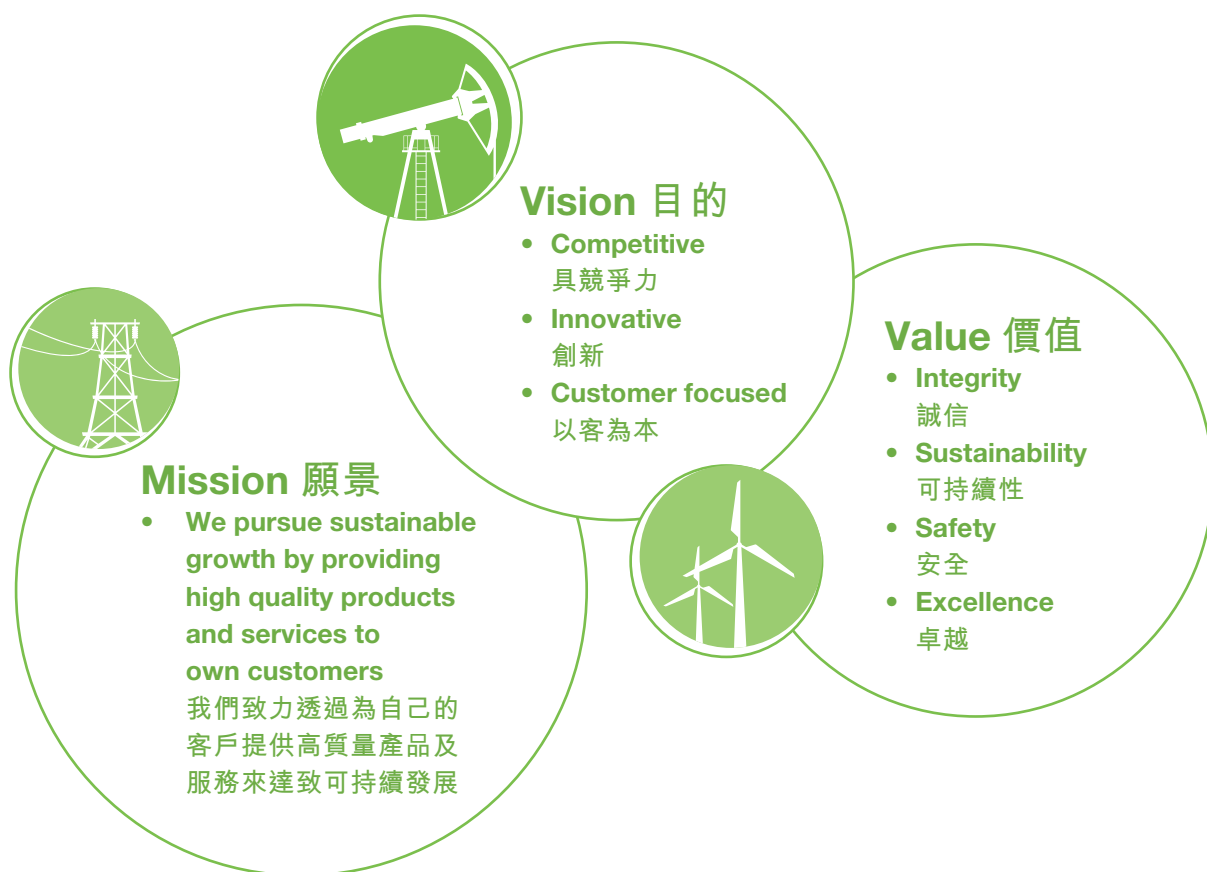 Vision 目的
• Competitive
具競爭力
• Innovative
創新
• Customer focused
以客為本
Value 價值
• Integrity
誠信
• Sustainability
可持續性
• Safety
安全
• Excellence
卓越
Mission 願景
• We pursue sustainable
growth by providing
high quality products
and services to
own customers
我們致力透過為自己的
客戶提供高質量產品及
服務來達致可持續發展